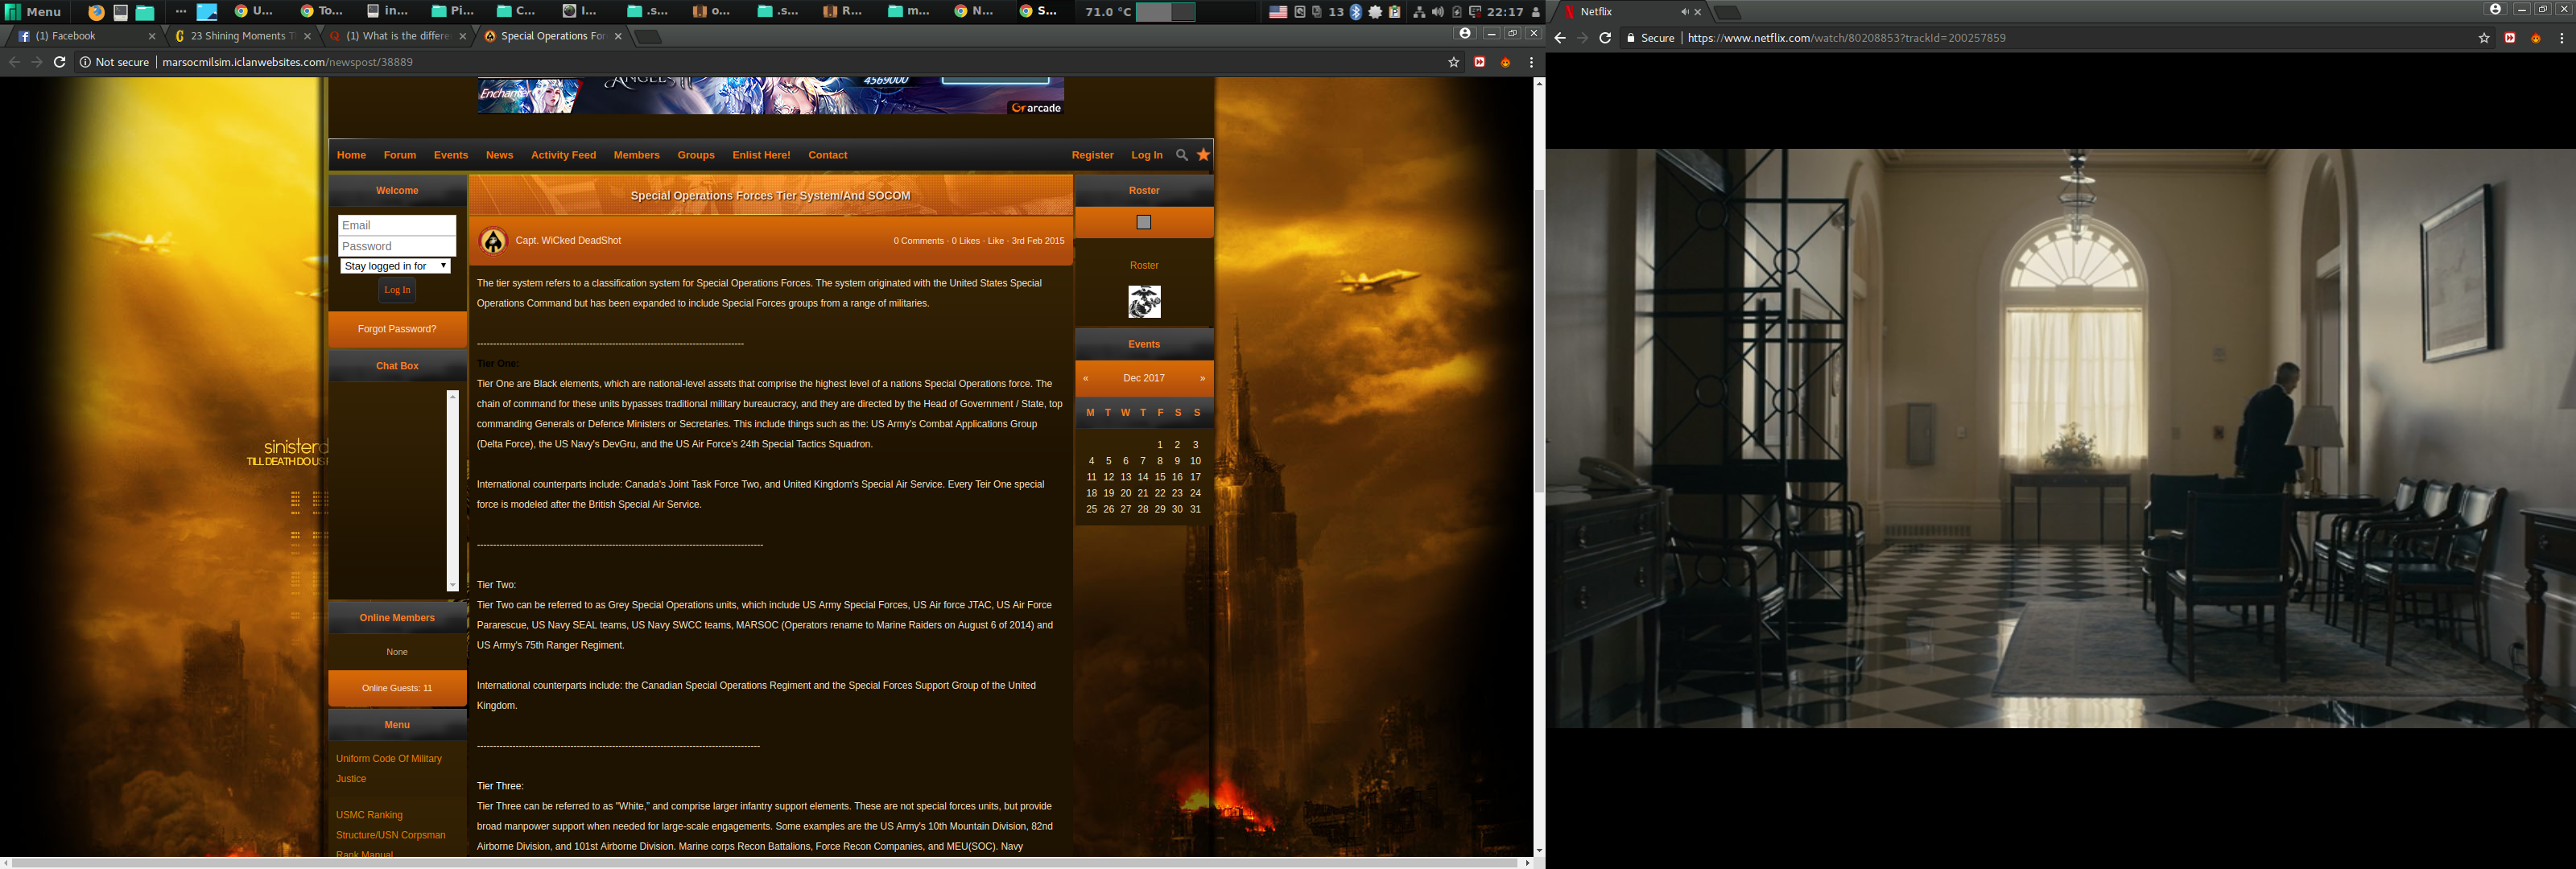 Menu
U...
To...
in...
Pi...
C...
I...
.s...
o...
.s...
R...
m...
N...
S...
71.0 °C
13
22:17
(1) Facebook
23 Shining Moments T
(1) What is the differe
Special Operations For
Not secure
marsocmilsim.iclanwebsites.com/newspost/38889
Enchanter
4569000
arcade
Home
Forum
Events
News
Activity Feed
Members
Groups
Enlist Here!
Contact
Register
Log In
Welcome
Email
Password
Stay logged in for
Log In
Forgot Password?
Chat Box
sinister
TILL DEATH DO US
Online Members
None
Online Guests: 11
Menu
Uniform Code Of Military
Justice
USMC Ranking
Structure/USN Corpsman
Rank Manual
Special Operations Forces Tier System/And SOCOM
Capt. WiCked DeadShot
0 Comments · 0 Likes · Like · 3rd Feb 2015
The tier system refers to a classification system for Special Operations Forces. The system originated with the United States Special
Operations Command but has been expanded to include Special Forces groups from a range of militaries.
-----------------------------------------------------------------------------------
Tier One:
Tier One are Black elements, which are national-level assets that comprise the highest level of a nations Special Operations force. The
chain of command for these units bypasses traditional military bureaucracy, and they are directed by the Head of Government / State, top
commanding Generals or Defence Ministers or Secretaries. This include things such as the: US Army's Combat Applications Group
(Delta Force), the US Navy's DevGru, and the US Air Force's 24th Special Tactics Squadron.
International counterparts include: Canada's Joint Task Force Two, and United Kingdom's Special Air Service. Every Teir One special
force is modeled after the British Special Air Service.
-----------------------------------------------------------------------------------------
Tier Two:
Tier Two can be referred to as Grey Special Operations units, which include US Army Special Forces, US Air force JTAC, US Air Force
Pararescue, US Navy SEAL teams, US Navy SWCC teams, MARSOC (Operators rename to Marine Raiders on August 6 of 2014) and
US Army's 75th Ranger Regiment.
International counterparts include: the Canadian Special Operations Regiment and the Special Forces Support Group of the United
Kingdom.
----------------------------------------------------------------------------------------
Tier Three:
Tier Three can be referred to as "White," and comprise larger infantry support elements. These are not special forces units, but provide
broad manpower support when needed for large-scale engagements. Some examples are the US Army's 10th Mountain Division, 82nd
Airborne Division, and 101st Airborne Division. Marine corps Recon Battalions, Force Recon Companies, and MEU(SOC). Navy
Roster
Roster
Events
«
Dec 2017
»
M T W T F S S
1 2 3
4 5 6 7 8 9 10
11 12 13 14 15 16 17
18 19 20 21 22 23 24
25 26 27 28 29 30 31
Netflix
Secure
https://www.netflix.com/watch/80208853?trackId=200257859